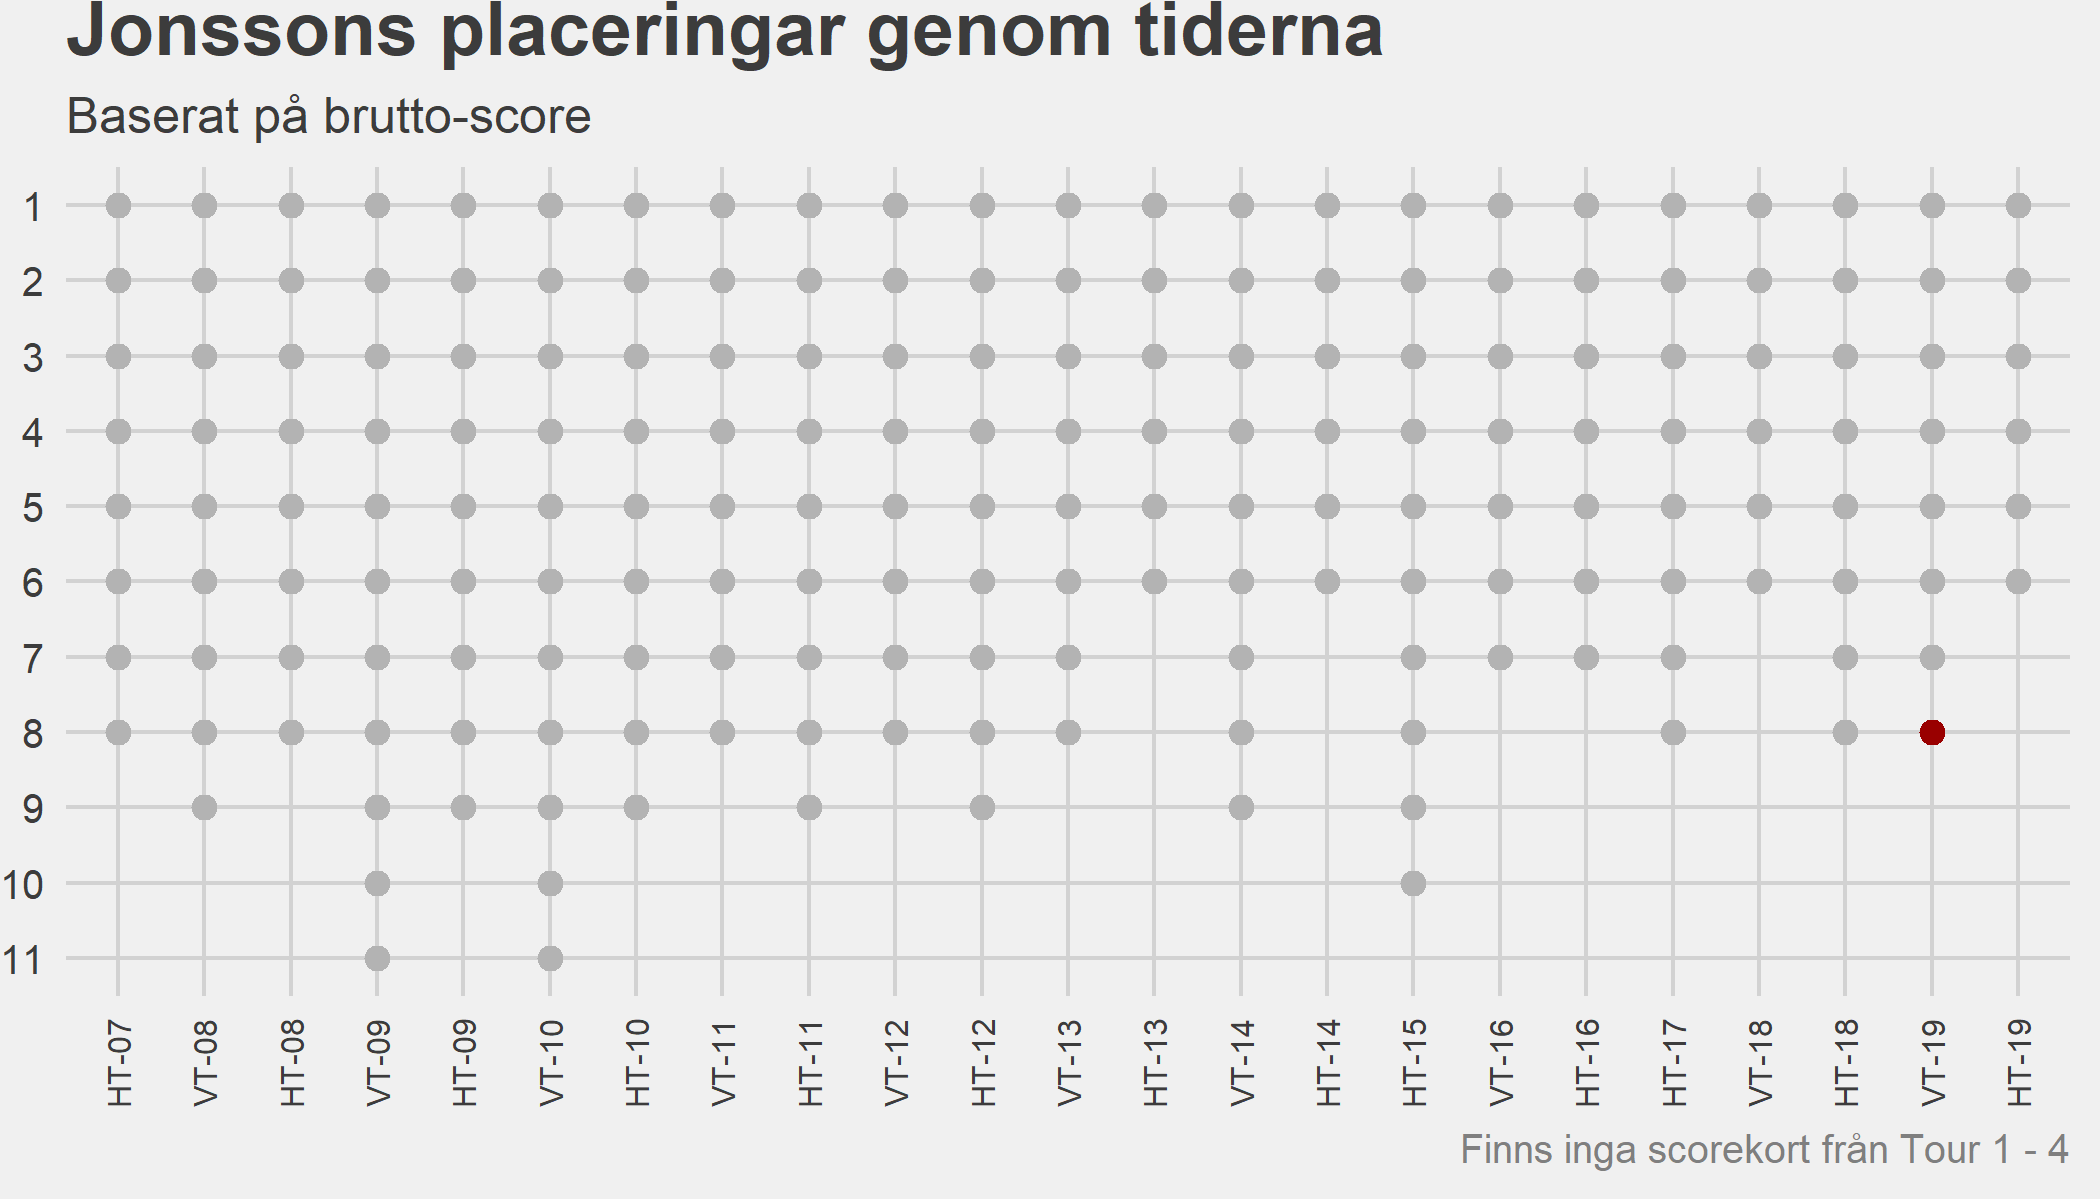 Jonssons placeringar genom tiderna
Baserat på brutto-score
1
2
3
4
5
6
7
8
9
10
11
HT-07
VT-08
HT-08
VT-09
HT-09
VT-10
HT-10
VT-11
HT-11
VT-12
HT-12
VT-13
HT-13
VT-14
HT-14
HT-15
VT-16
HT-16
HT-17
VT-18
HT-18
VT-19
HT-19
Finns inga scorekort från Tour 1 - 4